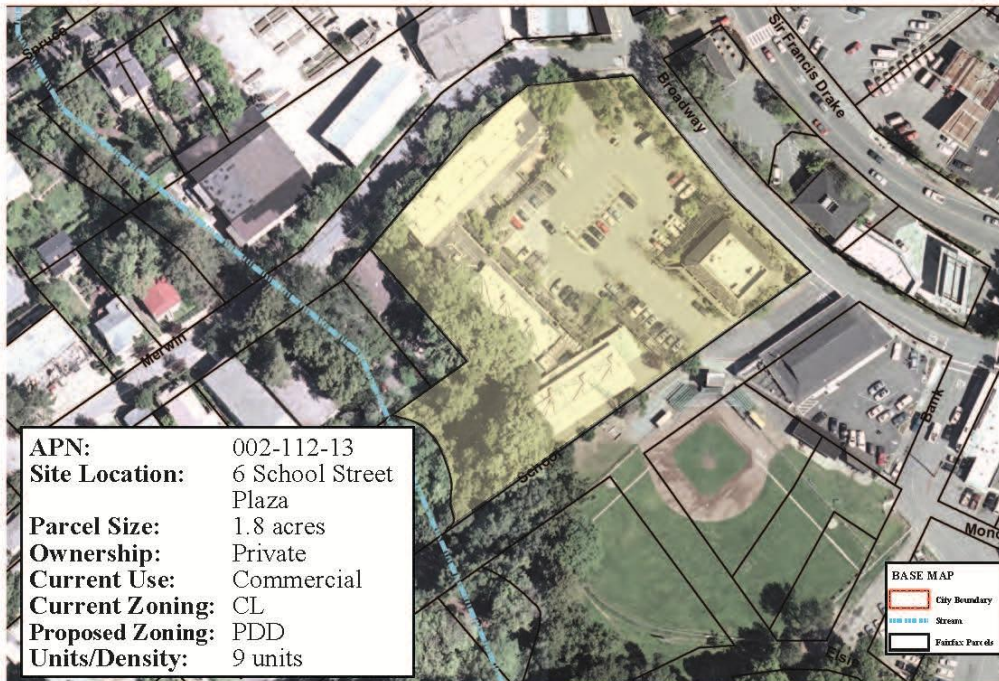 Spruce
Sir Francis Drake
Broadway
Merwin
School
Bank
APN: 002-112-13
Site Location: 6 School Street
Plaza
Parcel Size: 1.8 acres
Ownership: Private
Current Use: Commercial
Current Zoning: CL
Proposed Zoning: PDD
Units/Density: 9 units
Mono
BASE MAP
City Boundary
Stream
Fairfax Parcels
Elsie